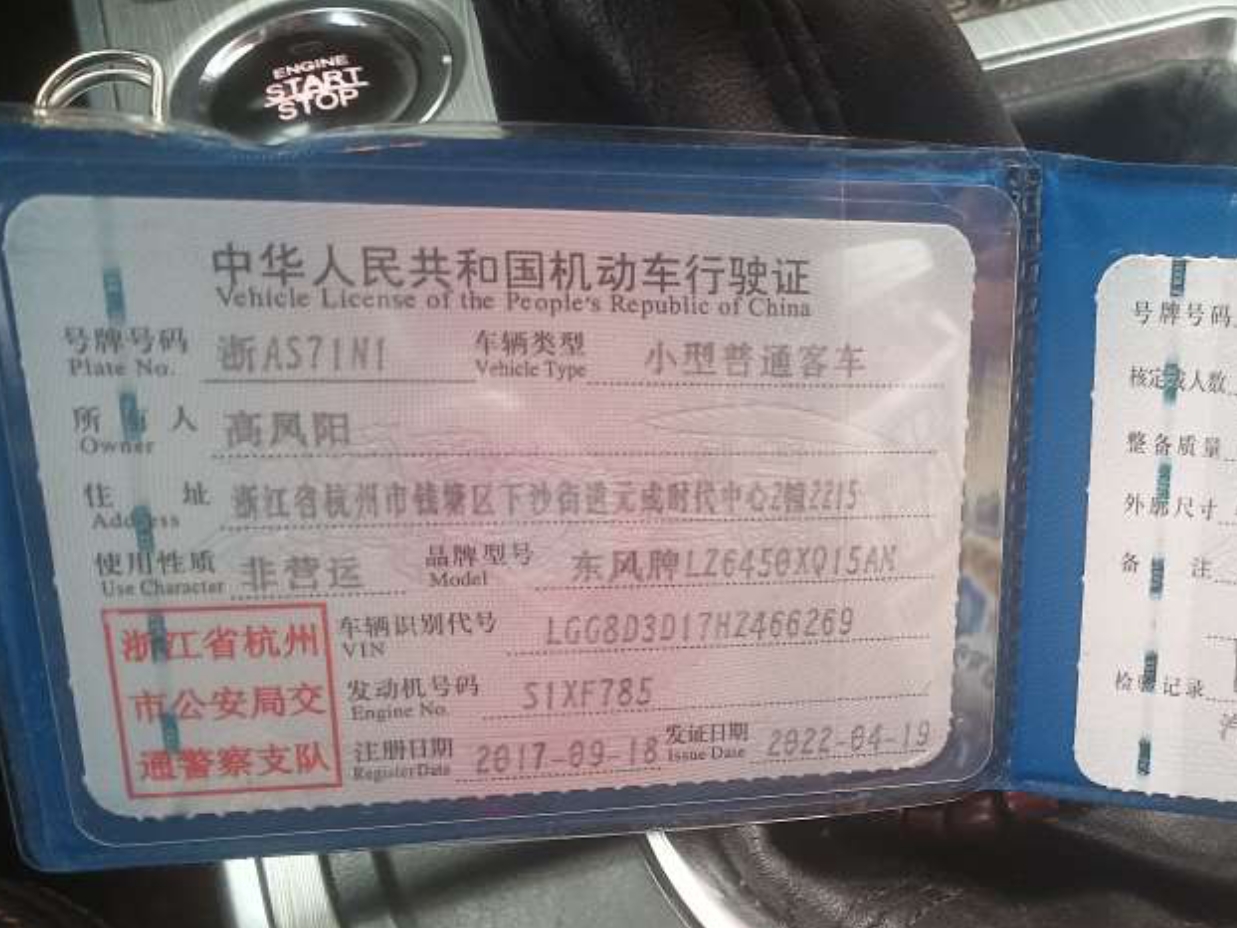 ENGINE
START
STOP
中华人民共和国机动车行驶证
Vehicle License of the People's Republic of China
号牌号码 浙AS71N1 车辆类型 小型普通客车
Plate No. Vehicle Type
所有人 高凤阳
Owner
住址 浙江省杭州市钱塘区下沙街道元成时代中心2幢2215
Address
使用性质 非营运 品牌型号 东风牌LZ6450XQ15AM
Use Character Model
浙江省杭州
市公安局交
通警察支队
车辆识别代号 LGG8D3D17HZ466269
VIN
发动机号码 S1XF785
Engine No.
注册日期 2017-09-18 发证日期 2022-04-19
Register Date Issue Date
号牌号码
核定载人数
整备质量
外廓尺寸
备注
检验记录